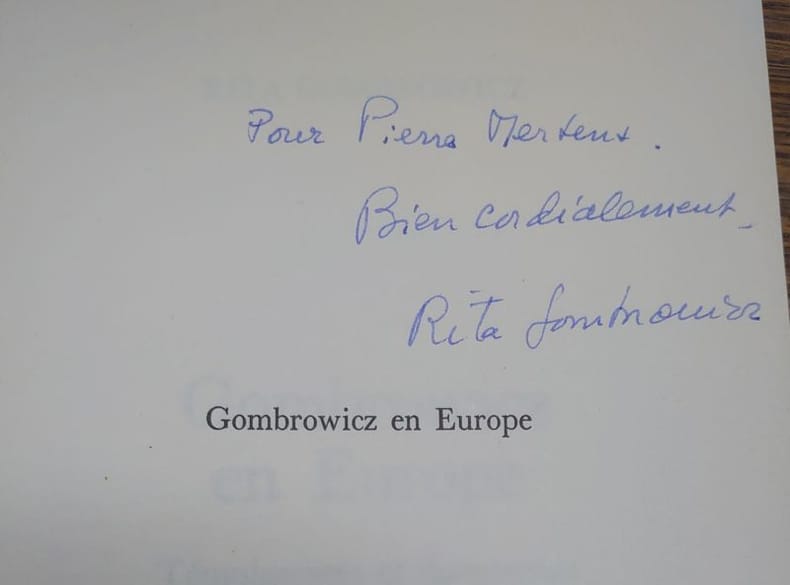 Pour Pierre Mertens.
Bien cordialement
Rita Gombrowicz
Gombrowicz en Europe